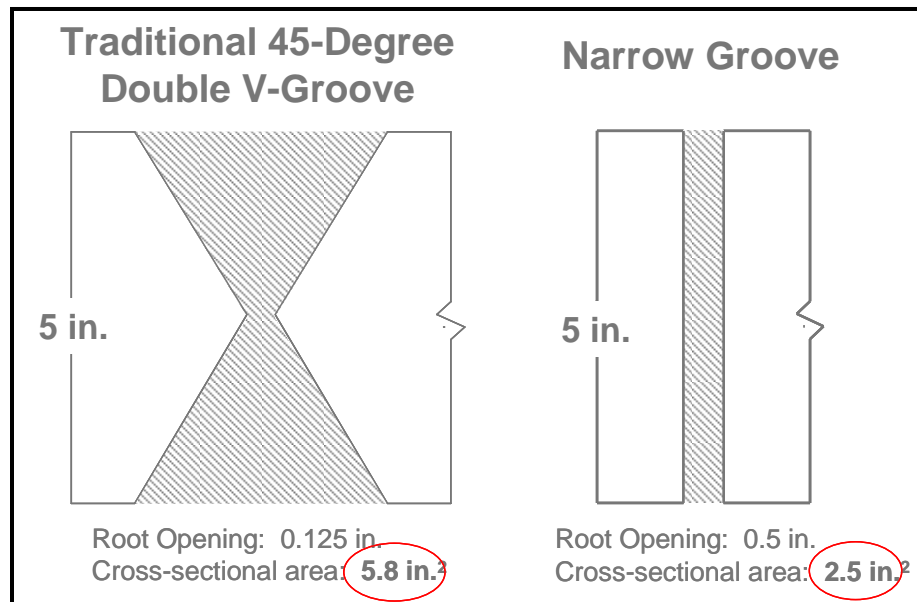 Traditional 45-Degree
Double V-Groove
Narrow Groove
5 in.
5 in.
Root Opening: 0.125 in.
Cross-sectional area: 5.8 in.²
Root Opening: 0.5 in.
Cross-sectional area: 2.5 in.²